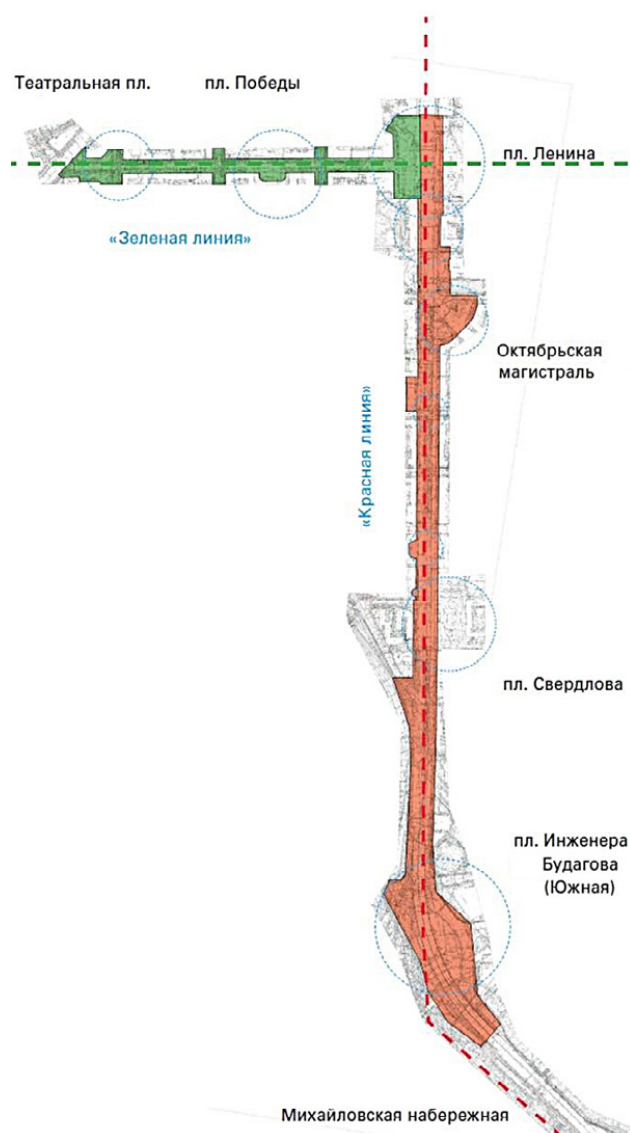 Театральная пл.
пл. Победы
пл. Ленина
«Зеленая линия»
Октябрьская
магистраль
«Красная линия»
пл. Свердлова
пл. Инженера
Будагова
(Южная)
Михайловская набережная